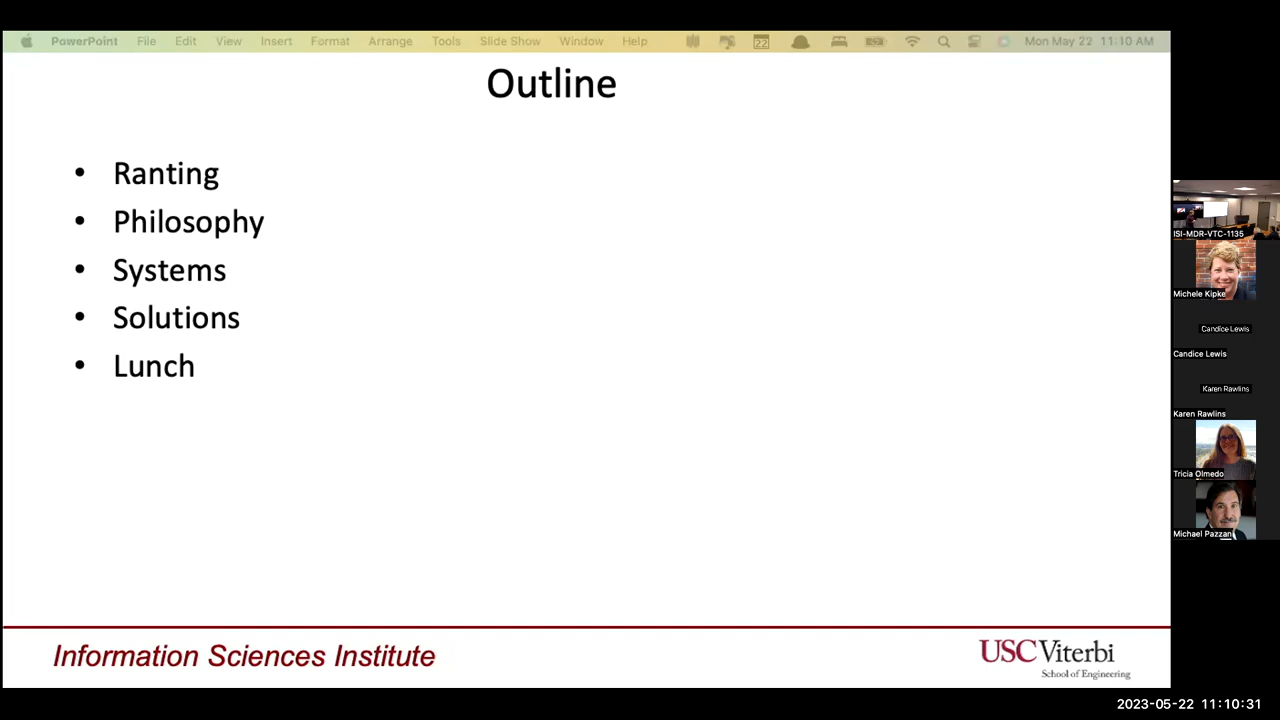 PowerPoint File Edit View Insert Format Arrange Tools Slide Show Window Help 22 Mon May 22 11:10 AM
Outline
• Ranting
• Philosophy
• Systems
• Solutions
• Lunch
Information Sciences Institute
USC Viterbi
School of Engineering
ISI-MDR-VTC-1135
Michele Kipke
Candice Lewis
Candice Lewis
Karen Rawlins
Karen Rawlins
Tricia Olmedo
Michael Pazzan
2023-05-22 11:10:31